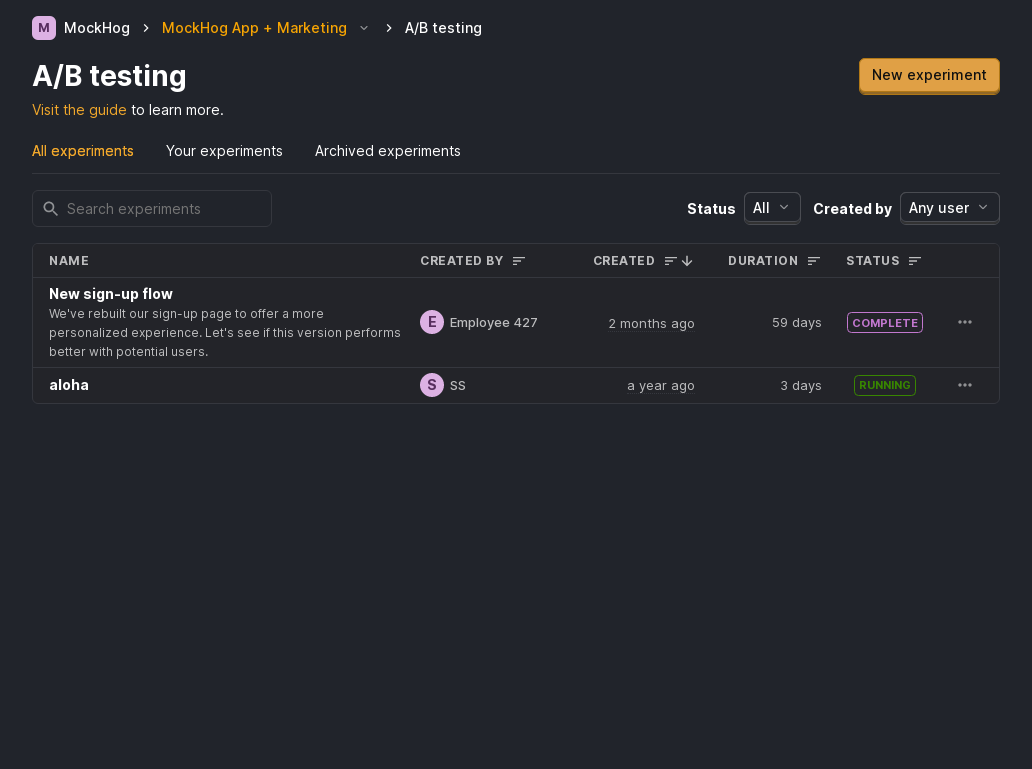 M MockHog MockHog App + Marketing A/B testing
A/B testing
New experiment
Visit the guide to learn more.
All experiments Your experiments Archived experiments
Search experiments Status All Created by Any user
NAME CREATED BY CREATED DURATION STATUS
New sign-up flow
We've rebuilt our sign-up page to offer a more
personalized experience. Let's see if this version performs
better with potential users.
E Employee 427 2 months ago 59 days COMPLETE
aloha S SS a year ago 3 days RUNNING